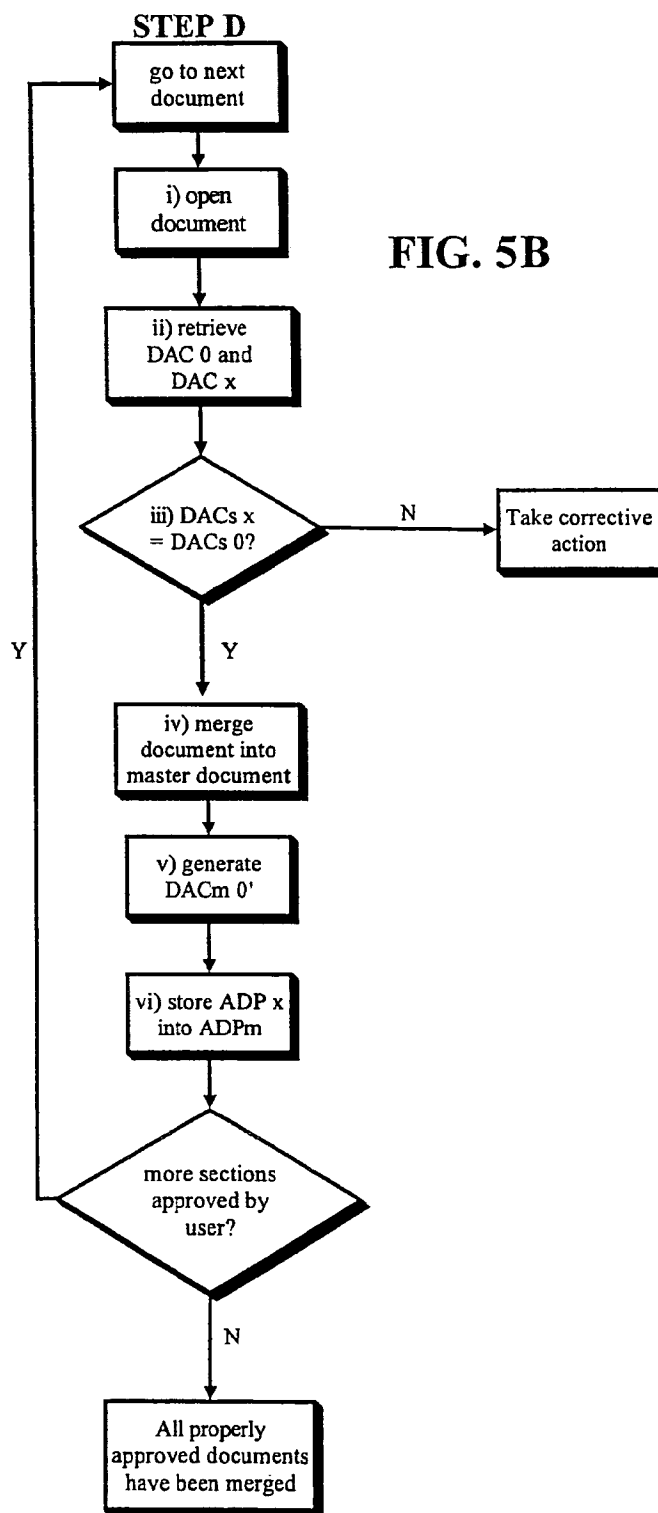 STEP D
go to next
document
i) open
document
FIG. 5B
ii) retrieve
DAC 0 and
DAC x
iii) DACs x
= DACs 0?
N
Take corrective
action
Y
Y
iv) merge
document into
master document
v) generate
DACm 0'
vi) store ADP x
into ADPm
more sections
approved by
user?
N
All properly
approved documents
have been merged